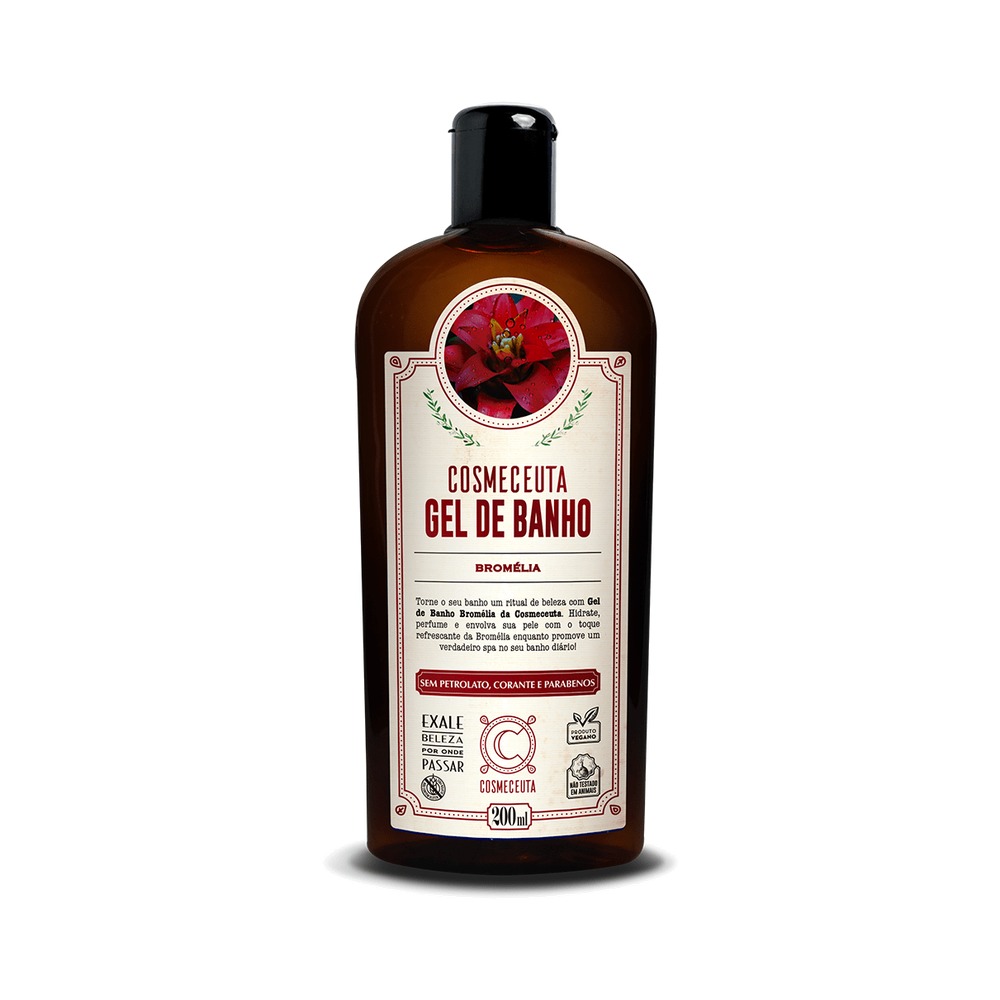 COSMECEUTA
GEL DE BANHO
BROMÉLIA
Torne o seu banho um ritual de beleza com Gel
de Banho Bromélia da Cosmeceuta. Hidrate,
perfume e envolva sua pele com o toque
refrescante da Bromélia enquanto promove um
verdadeiro spa no seu banho diário!
SEM PETROLATO, CORANTE E PARABENOS
EXALE
BELEZA
POR ONDE
PASSAR
C
COSMECEUTA
PRODUTO
VEGANO
NÃO TESTADO
EM ANIMAIS
200ml